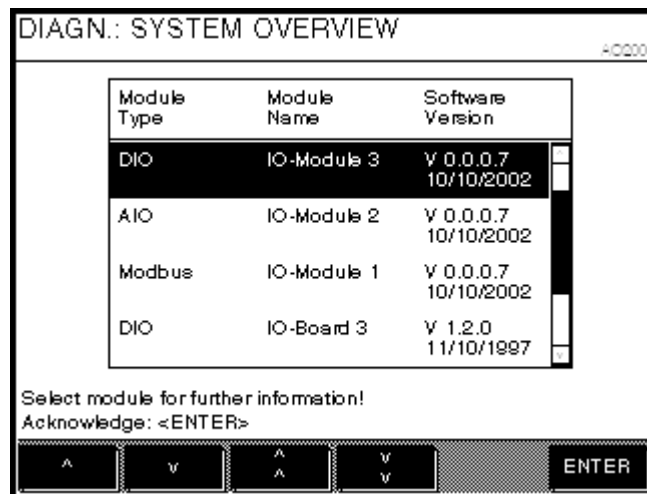 DIAGN.: SYSTEM OVERVIEW
AO200
Module Module Software
Type Name Version
DIO IO-Module 3 V 0.0.0.7
10/10/2002
AIO IO-Module 2 V 0.0.0.7
10/10/2002
Modbus IO-Module 1 V 0.0.0.7
10/10/2002
DIO IO-Board 3 V 1.2.0
11/10/1997
Select module for further information!
Acknowledge: <ENTER>
^ v ^ v ENTER
^ v